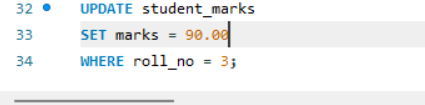 32 UPDATE student_marks
33 SET marks = 90.00
34 WHERE roll_no = 3;